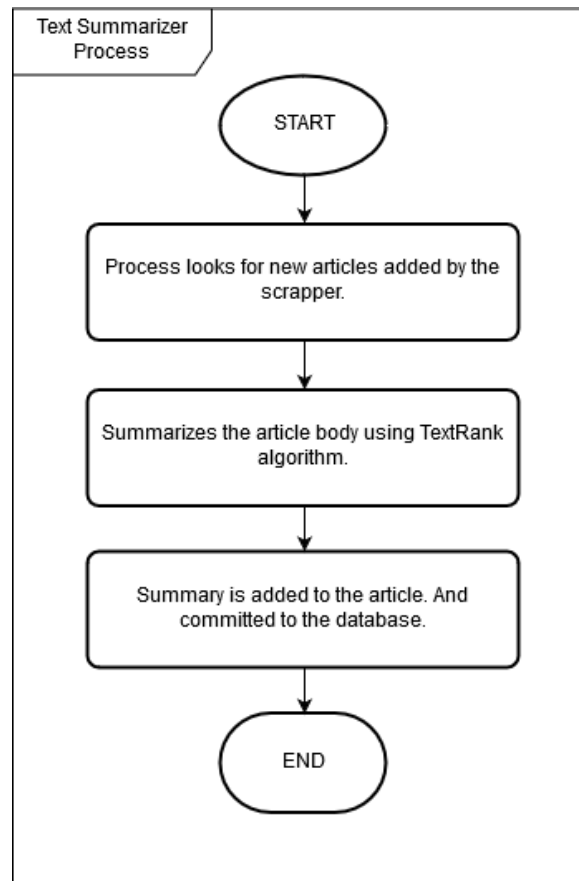 Text Summarizer
Process
START
Process looks for new articles added by the
scrapper.
Summarizes the article body using TextRank
algorithm.
Summary is added to the article. And
committed to the database.
END